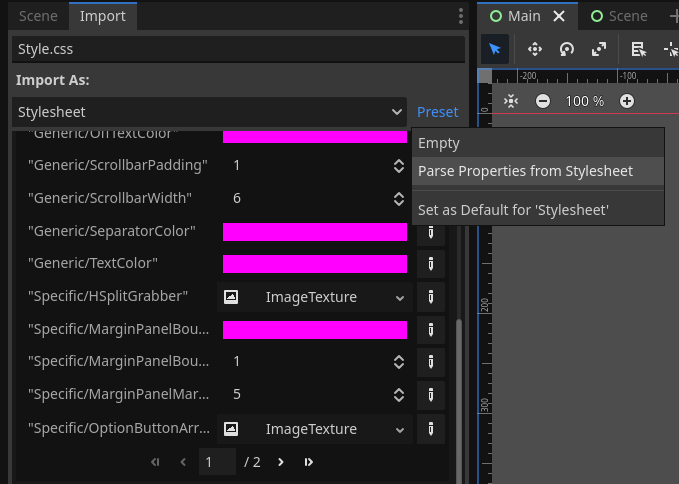 Scene
Import
Main
Scene
Style.css
Import As:
Stylesheet
Preset
-200
-100
0
100 %
Empty
Parse Properties from Stylesheet
Set as Default for 'Stylesheet'
"Generic/OffTextColor"
"Generic/ScrollbarPadding"
1
"Generic/ScrollbarWidth"
6
"Generic/SeparatorColor"
"Generic/TextColor"
"Specific/HSplitGrabber"
ImageTexture
200
"Specific/MarginPanelBou...
"Specific/MarginPanelBou...
1
"Specific/MarginPanelMar...
5
300
"Specific/OptionButtonArr...
ImageTexture
1
/ 2